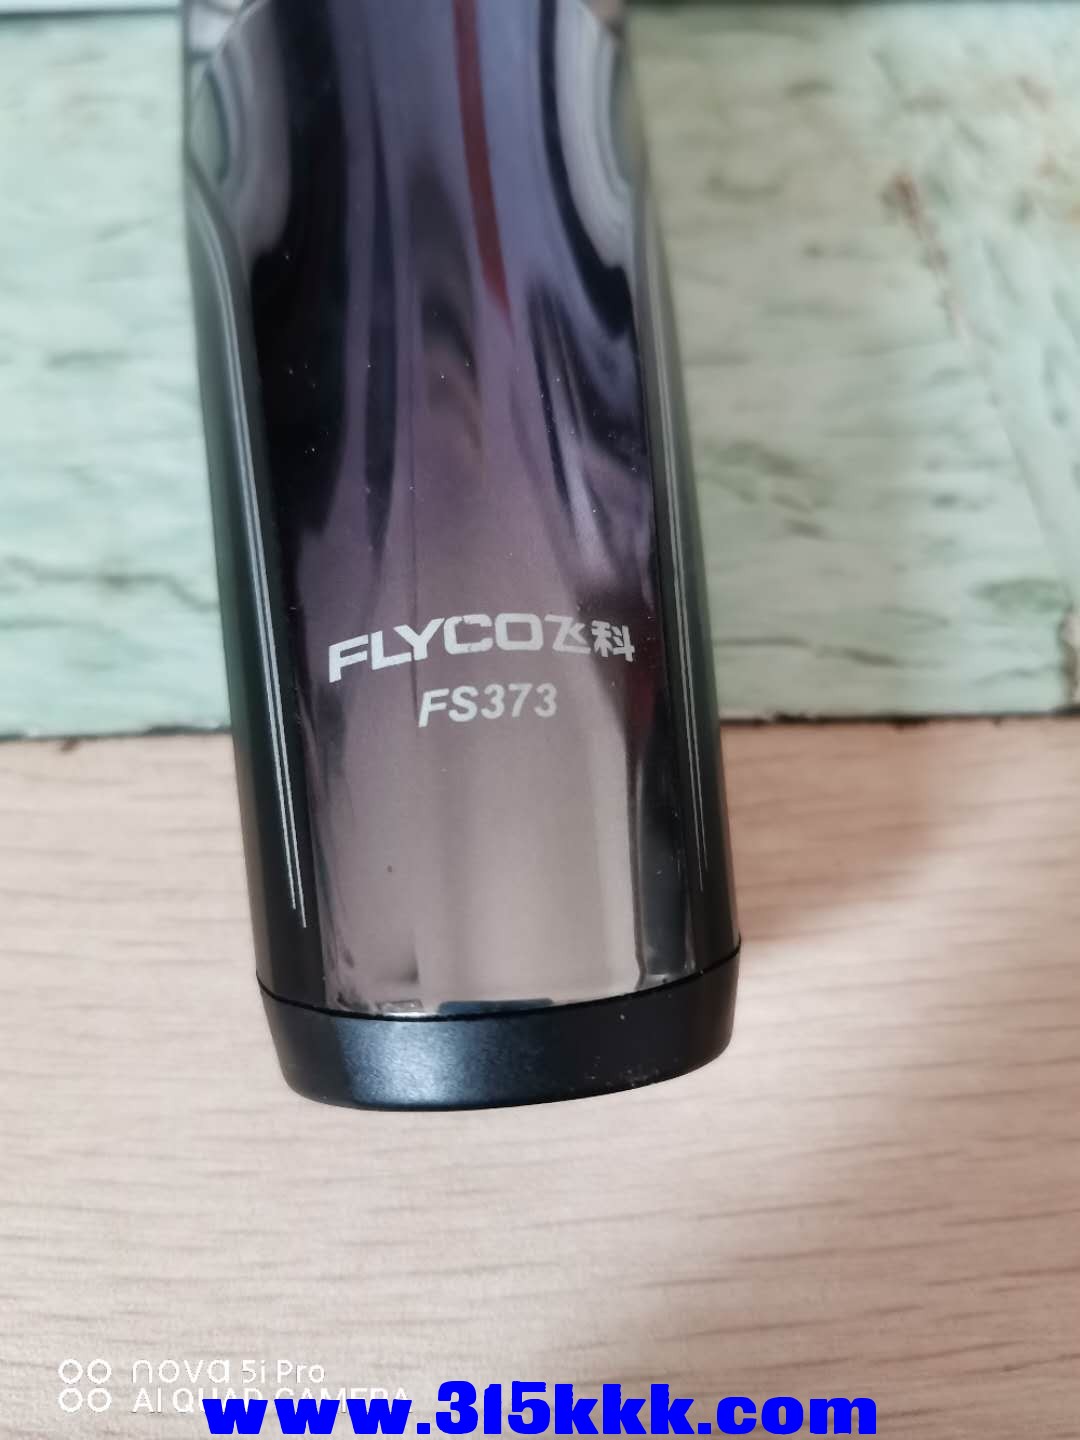 FLYCO飞科
FS373
nova 5i Pro
AI QUAD CAMERA
www.315kkk.com